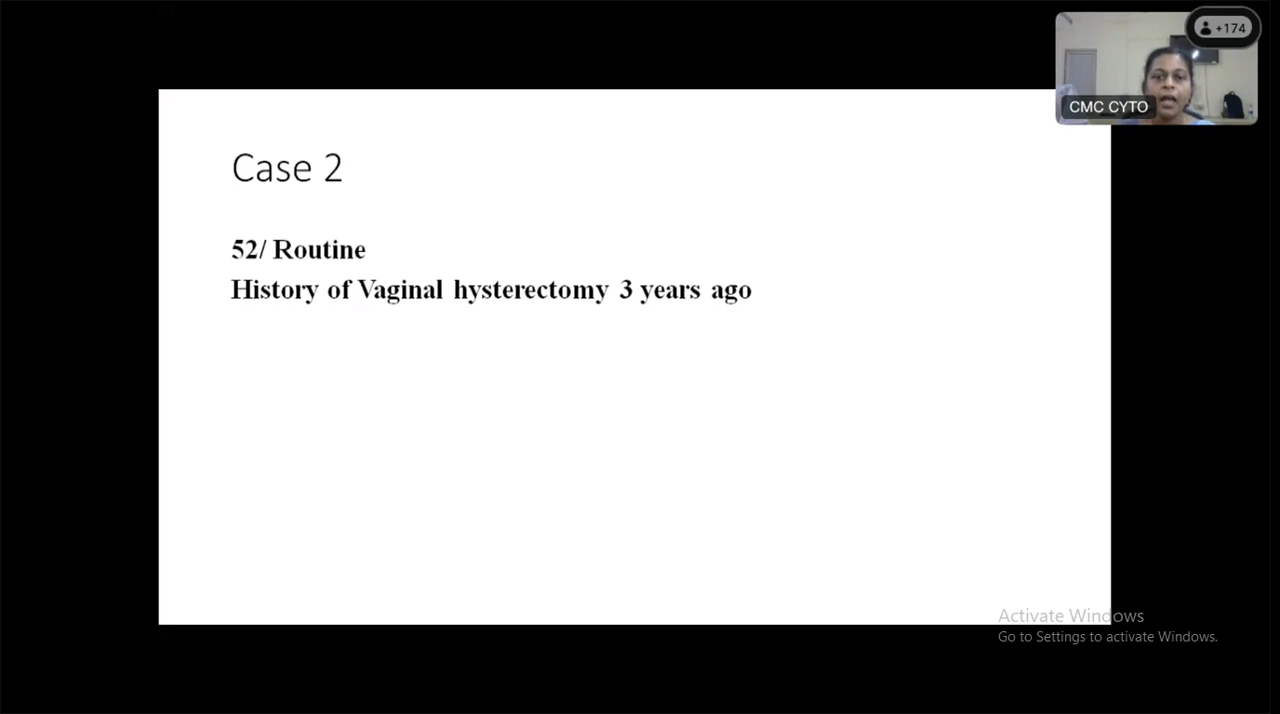 +174
CMC CYTO
Case 2
52/ Routine
History of Vaginal hysterectomy 3 years ago
Activate Windows
Go to Settings to activate Windows.